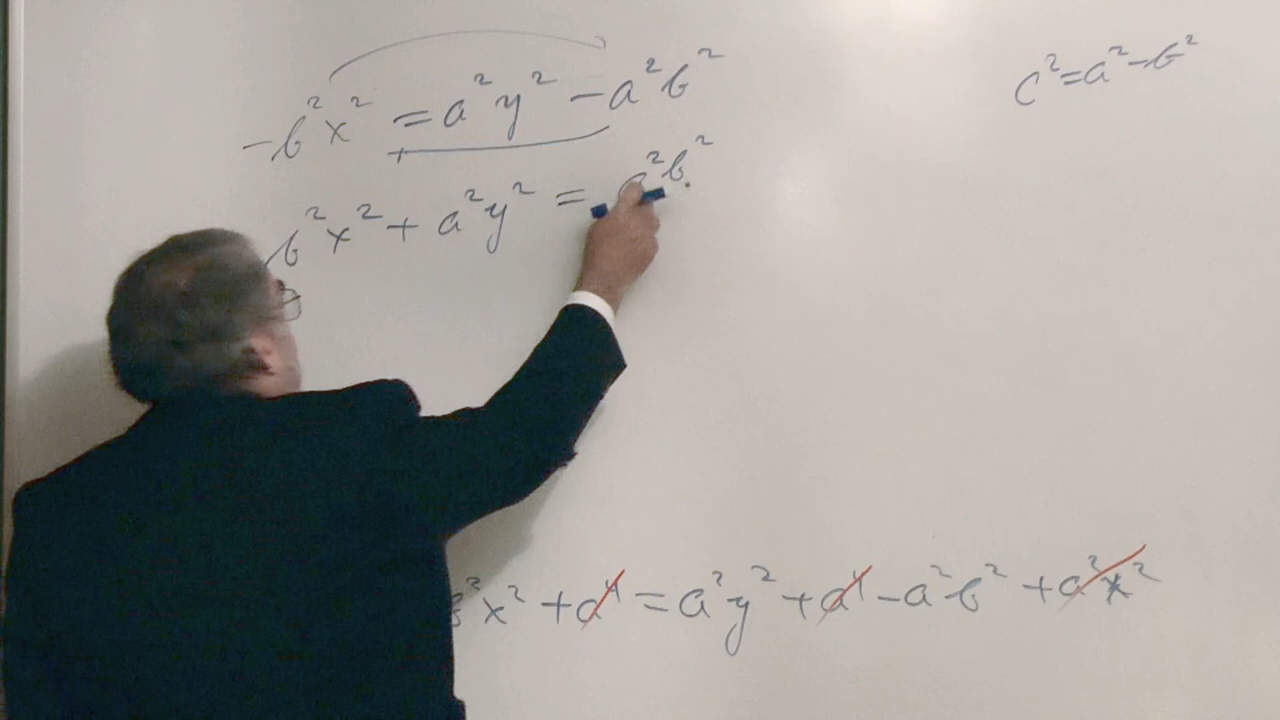 -b²x² = a²y² - a²b²
c² = a² - b²
b²x² + a²y² = a²b²
b²x² + a⁴ = a²y² + a⁴ - a²b² + a²x²